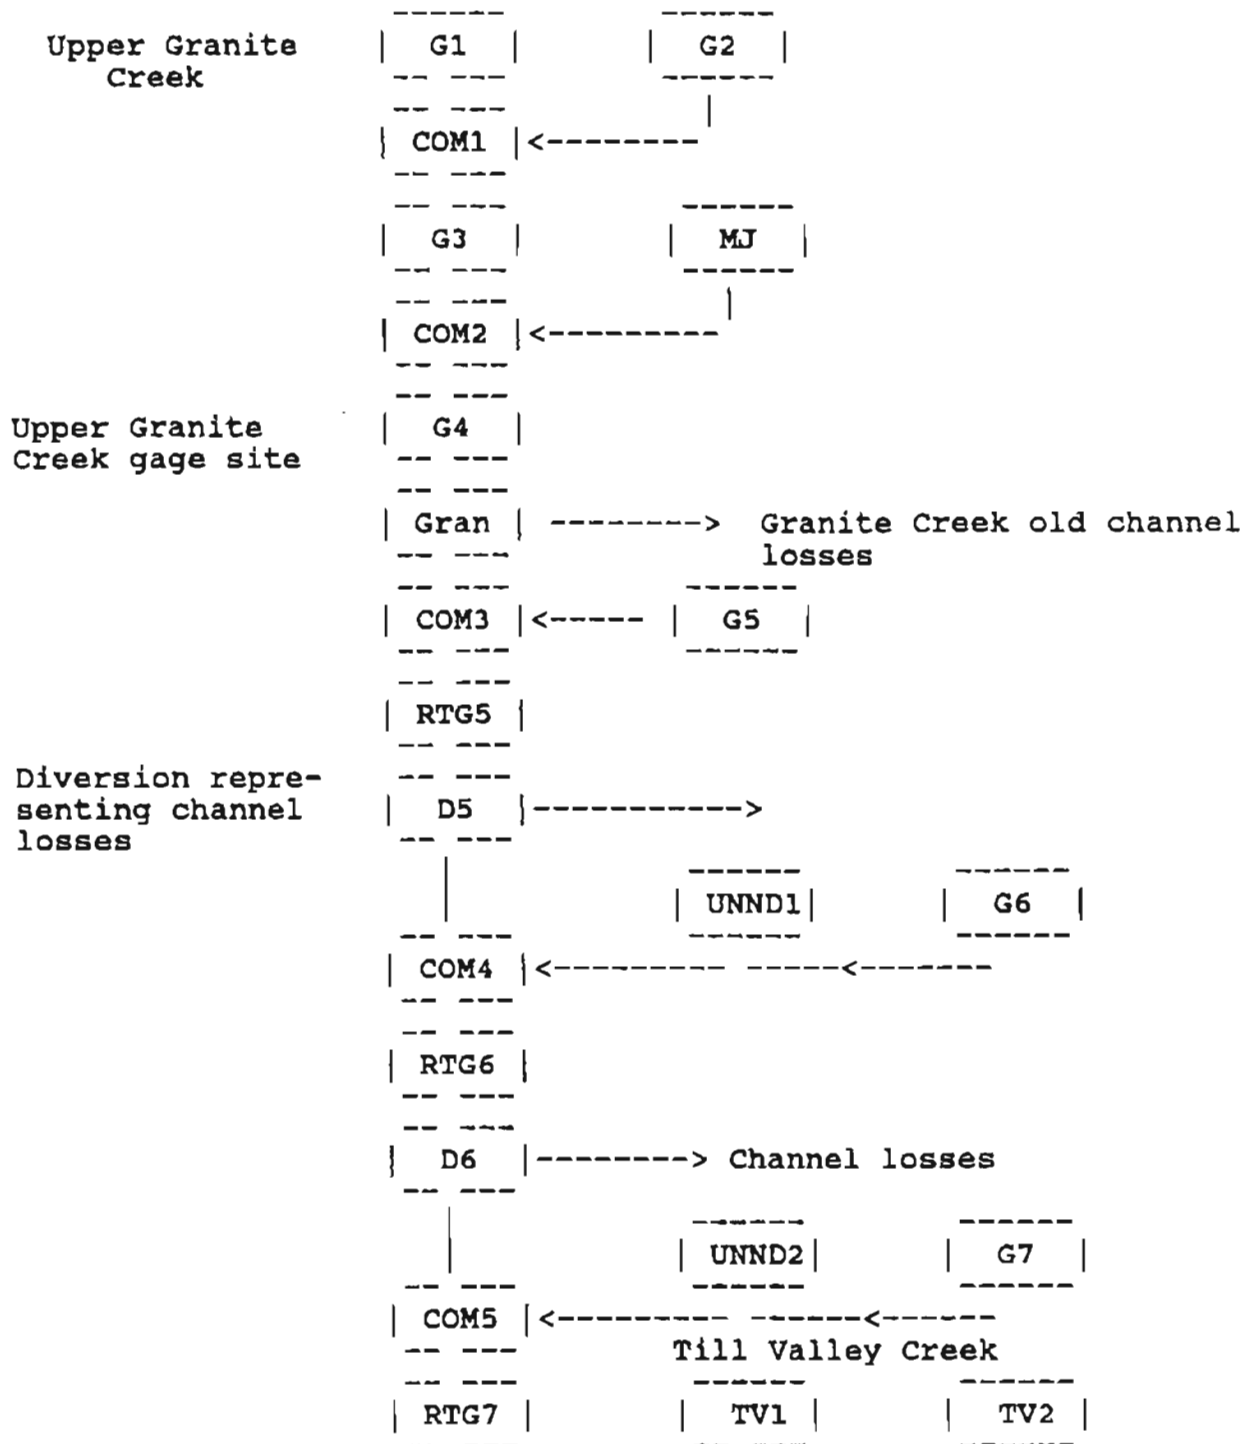 Upper Granite Creek
G1
G2
COM1
G3
MJ
COM2
Upper Granite
Creek gage site
G4
Gran
Granite Creek old channel
losses
COM3
G5
RTG5
Diversion repre-
senting channel
losses
D5
UNND1
G6
COM4
RTG6
D6
Channel losses
UNND2
G7
COM5
Till Valley Creek
RTG7
TV1
TV2